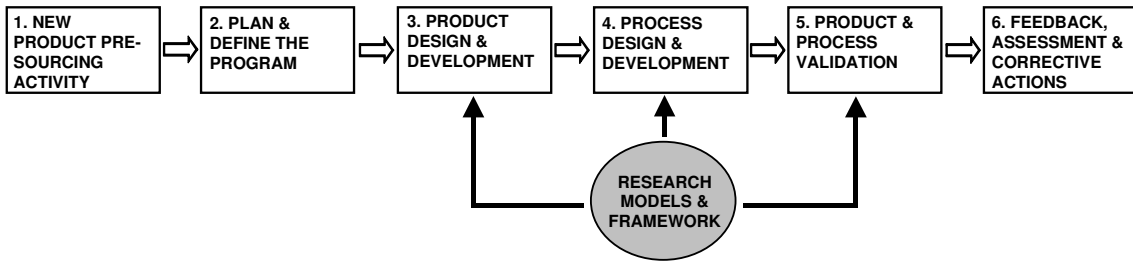 1. NEW
PRODUCT PRE-
SOURCING
ACTIVITY
2. PLAN &
DEFINE THE
PROGRAM
3. PRODUCT
DESIGN &
DEVELOPMENT
4. PROCESS
DESIGN &
DEVELOPMENT
5. PRODUCT &
PROCESS
VALIDATION
6. FEEDBACK,
ASSESSMENT &
CORRECTIVE
ACTIONS
RESEARCH
MODELS &
FRAMEWORK